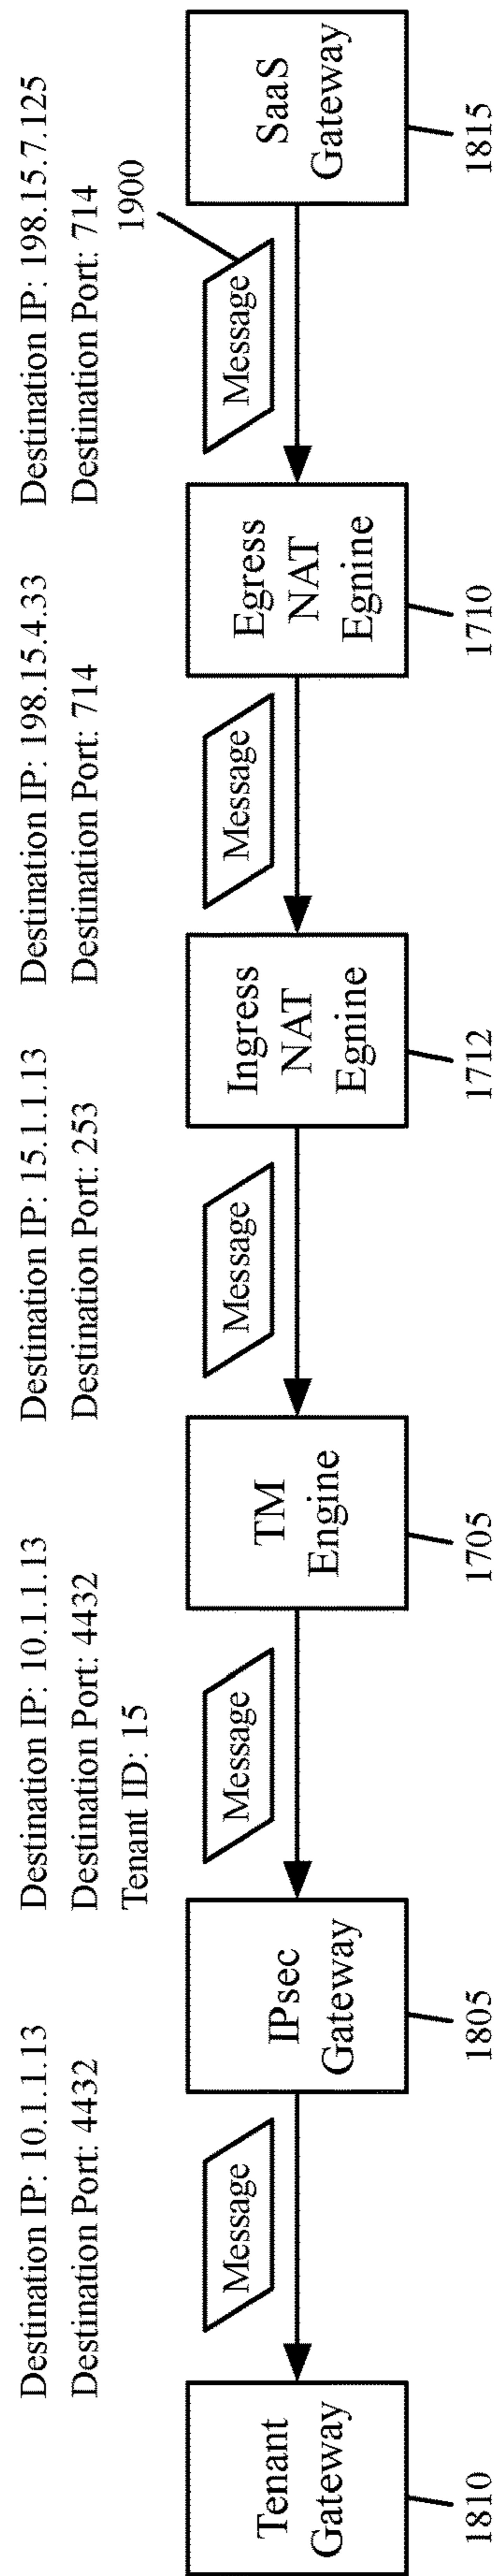 Destination IP: 10.1.1.13
Destination Port: 4432
Destination IP: 10.1.1.13
Destination Port: 4432
Tenant ID: 15
Destination IP: 15.1.1.13
Destination Port: 253
Destination IP: 198.15.4.33
Destination Port: 714
Destination IP: 198.15.7.125
Destination Port: 714
1900
Tenant
Gateway
Message
IPsec
Gateway
Message
TM
Engine
Message
Ingress
NAT
Egnine
Message
Egress
NAT
Egnine
Message
SaaS
Gateway
1810
1805
1705
1712
1710
1815